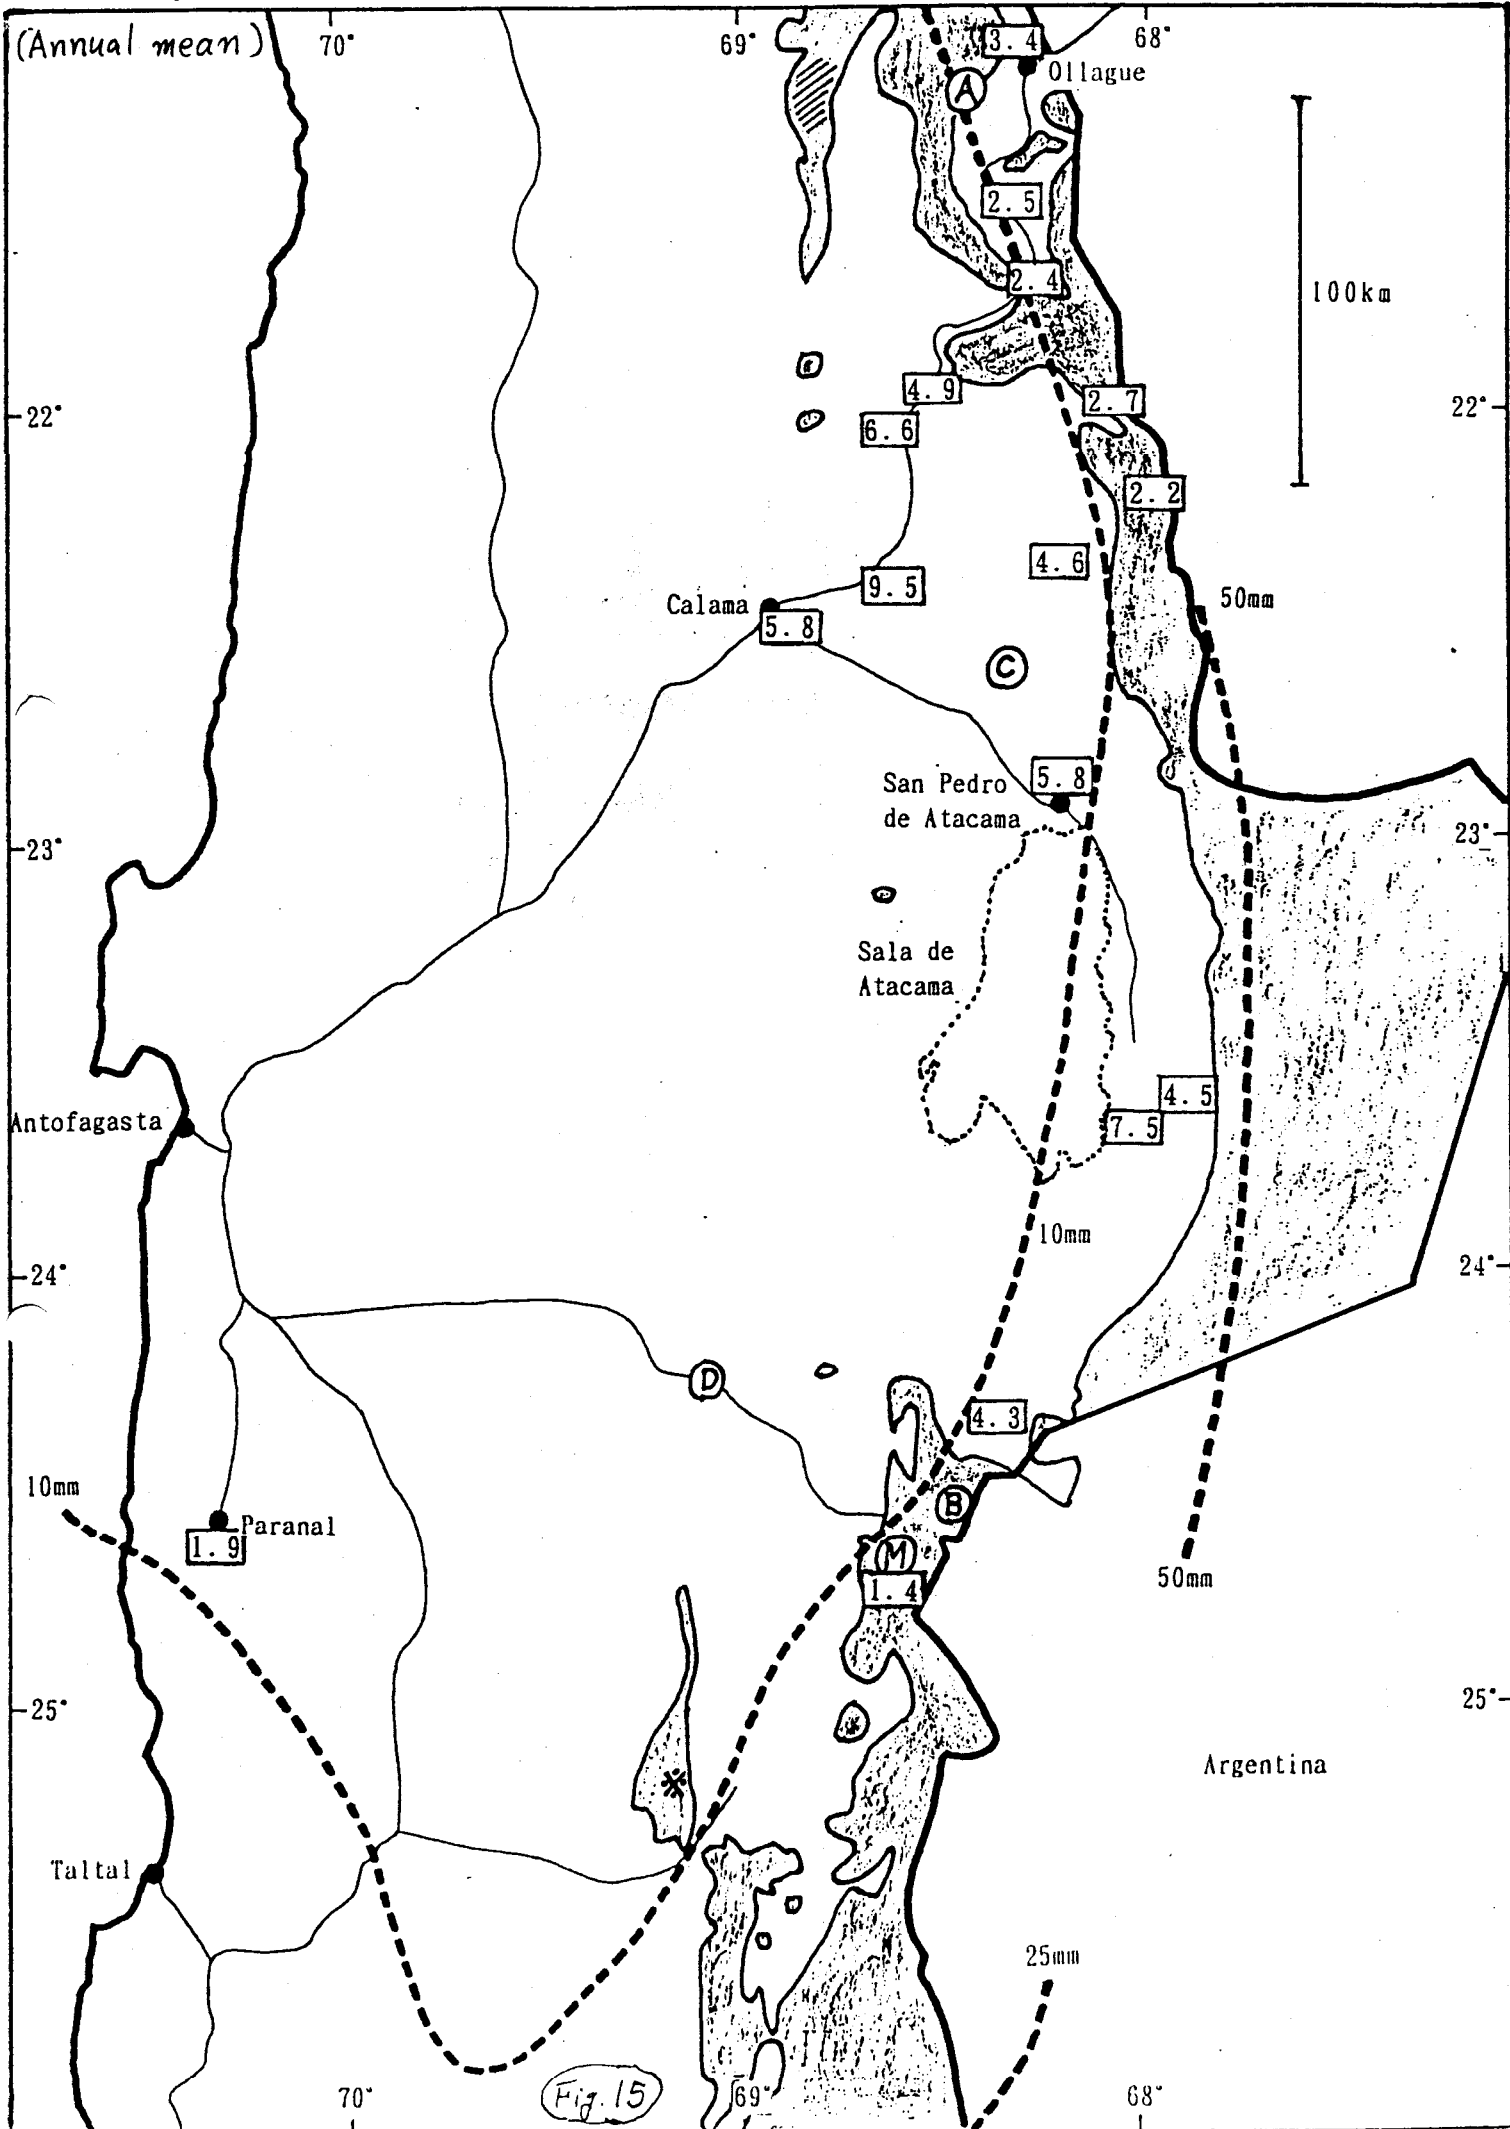 (Annual mean)
70°
69°
68°
3.4
Ollague
A
2.5
2.4
100km
4.9
2.7
22°
22°
6.6
2.2
4.6
9.5
50mm
Calama
5.8
C
5.8
San Pedro
de Atacama
23°
23°
Sala de
Atacama
4.5
Antofagasta
7.5
10mm
24°
24°
D
4.3
10mm
B
Paranal
1.9
M
50mm
1.4
25°
25°
Argentina
Taltal
25mm
70°
Fig. 15
69°
68°